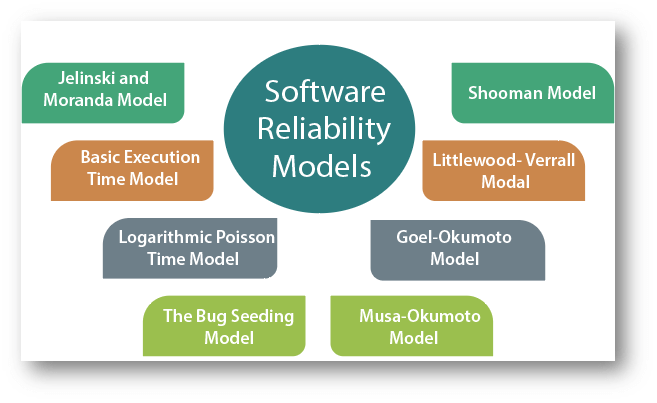 Software
Reliability
Models
Jelinski and
Moranda Model
Shooman Model
Basic Execution
Time Model
Littlewood- Verrall
Modal
Logarithmic Poisson
Time Model
Goel-Okumoto
Model
The Bug Seeding
Model
Musa-Okumoto
Model